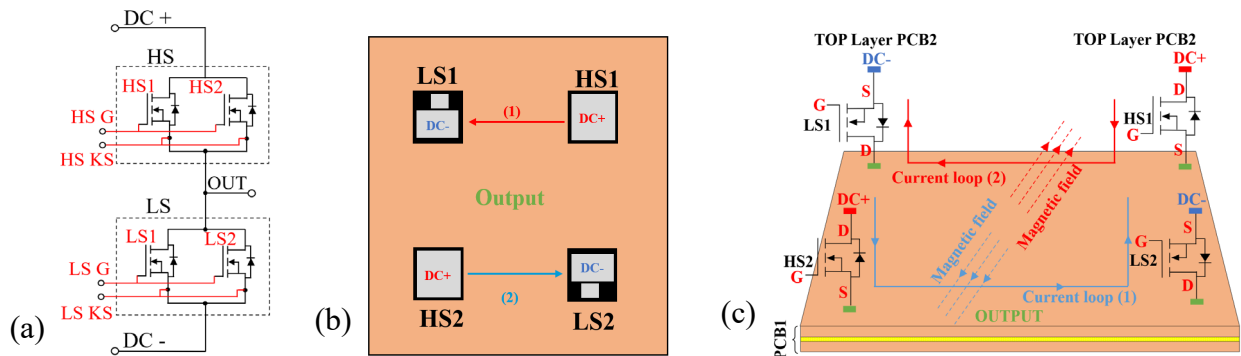 DC +
HS
HS1
HS2
HS G
HS KS
OUT
LS
LS1
LS2
LS G
LS KS
DC -
(a)
LS1
HS1
DC-
(1)
DC+
Output
DC+
(2)
DC-
HS2
LS2
(b)
TOP Layer PCB2
TOP Layer PCB2
DC-
DC+
S
D
G
LS1
HS1
G
D
S
Current loop (2)
Magnetic field
Magnetic field
DC+
DC-
D
S
G
HS2
G
LS2
S
D
Current loop (1)
OUTPUT
PCB1
(c)